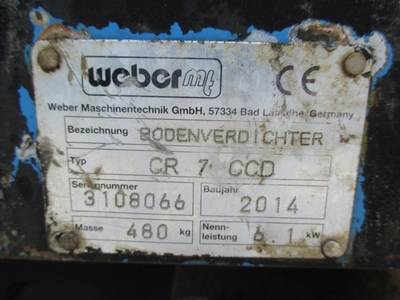 weber mt CE
Weber Maschinentechnik GmbH, 57334 Bad Laasphe-Germany
Bezeichnung BODENVERDICHTER
Typ CR 7 CCD
Seriennummer Baujahr
3108066 2014
Masse 480 kg Nenn-leistung 6.1 kW